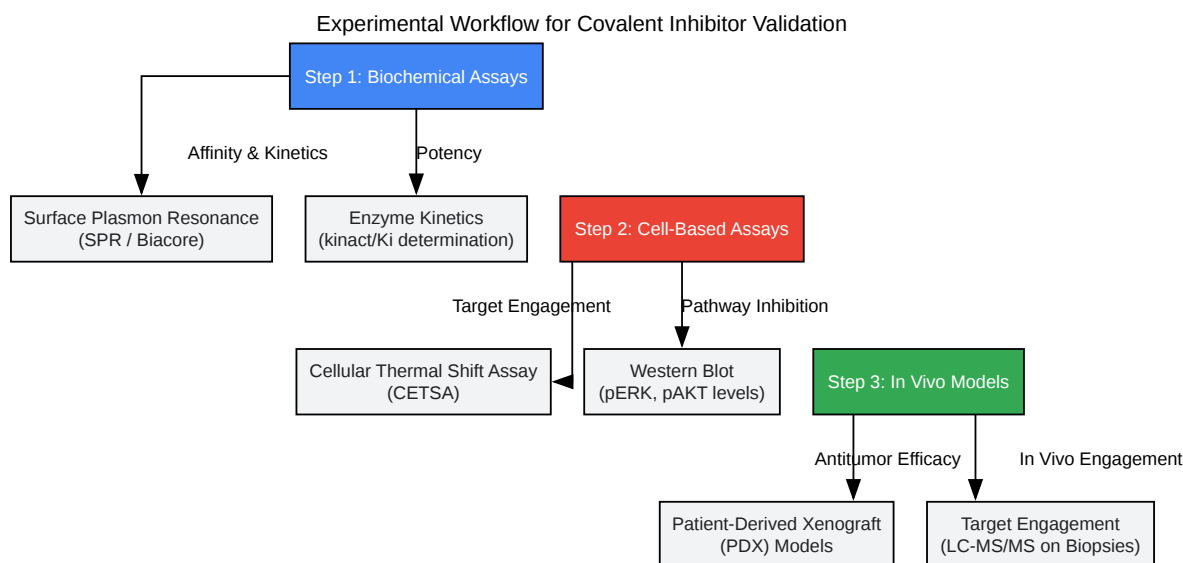 Experimental Workflow for Covalent Inhibitor Validation
Step 1: Biochemical Assays
Affinity & Kinetics
Potency
Surface Plasmon Resonance
(SPR / Biacore)
Enzyme Kinetics
(kinact/Ki determination)
Step 2: Cell-Based Assays
Target Engagement
Pathway Inhibition
Cellular Thermal Shift Assay
(CETSA)
Western Blot
(pERK, pAKT levels)
Step 3: In Vivo Models
Antitumor Efficacy
In Vivo Engagement
Patient-Derived Xenograft
(PDX) Models
Target Engagement
(LC-MS/MS on Biopsies)